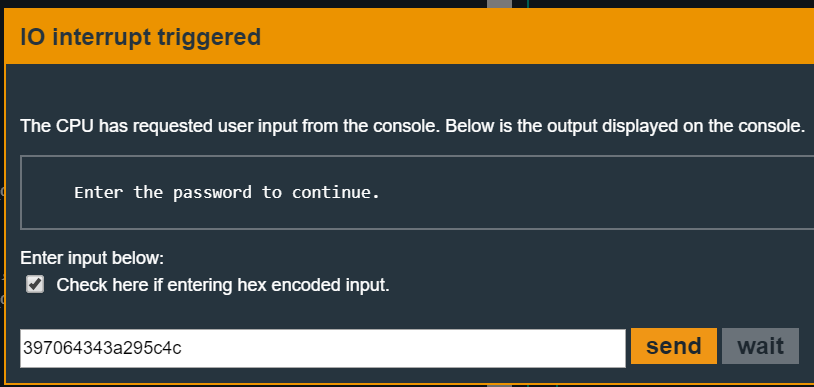 IO interrupt triggered
The CPU has requested user input from the console. Below is the output displayed on the console.
Enter the password to continue.
Enter input below:
Check here if entering hex encoded input.
397064343a295c4c
send
wait